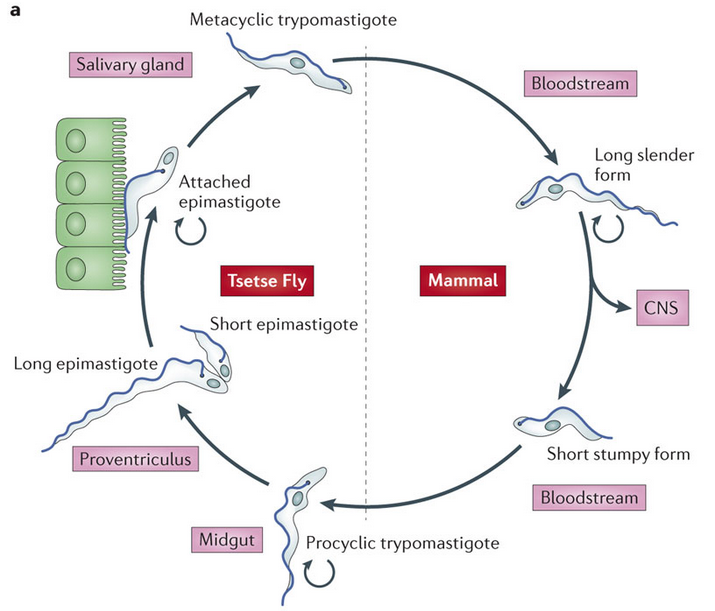 a
Metacyclic trypomastigote
Salivary gland
Bloodstream
Long slender
form
Attached
epimastigote
Tsetse Fly
Mammal
CNS
Short epimastigote
Long epimastigote
Short stumpy form
Proventriculus
Bloodstream
Midgut
Procyclic trypomastigote